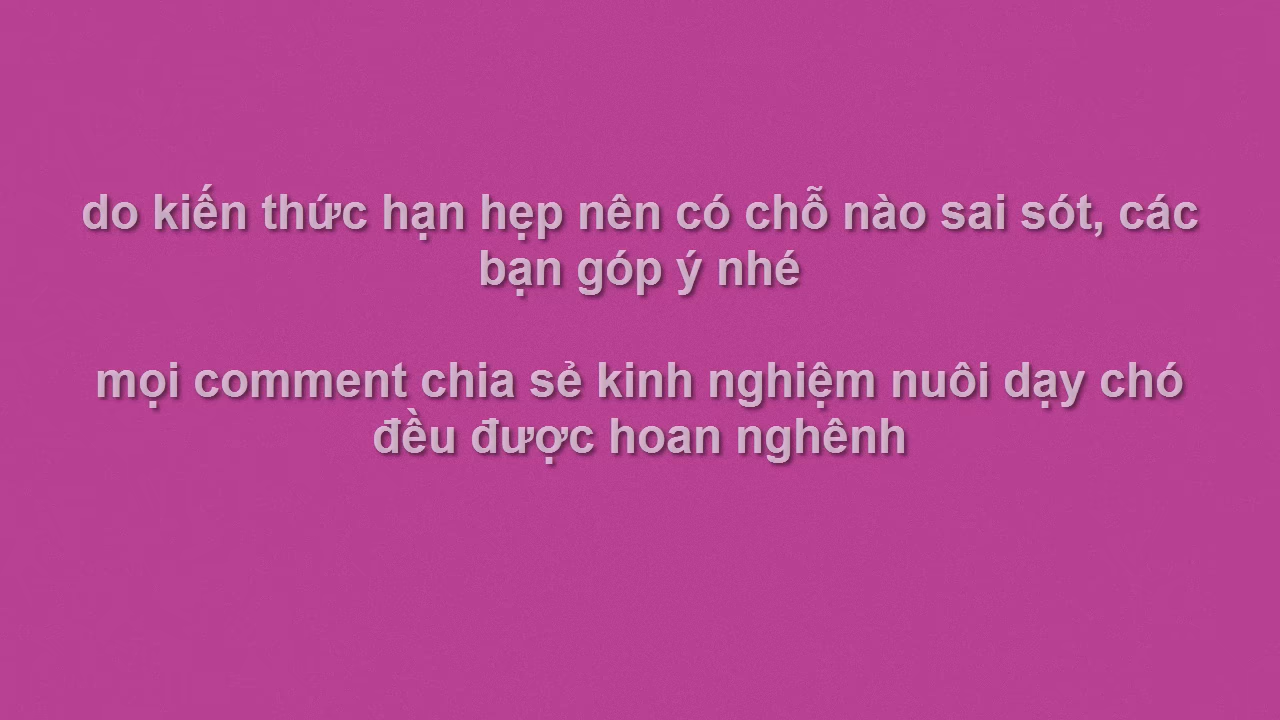 do kiến thức hạn hẹp nên có chỗ nào sai sót, các
bạn góp ý nhé
mọi comment chia sẻ kinh nghiệm nuôi dạy chó
đều được hoan nghênh